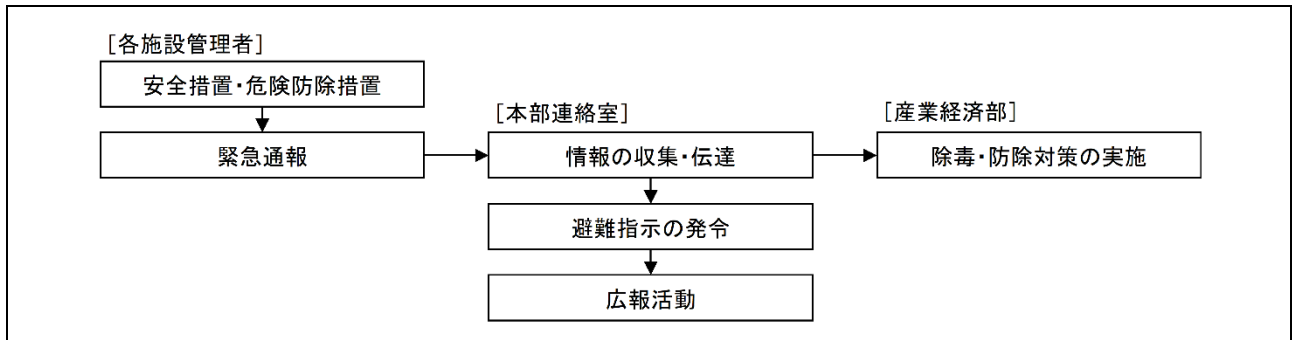 ［各施設管理者］
安全措置・危険防除措置
緊急通報
［本部連絡室］
情報の収集・伝達
避難指示の発令
広報活動
［産業経済部］
除毒・防除対策の実施